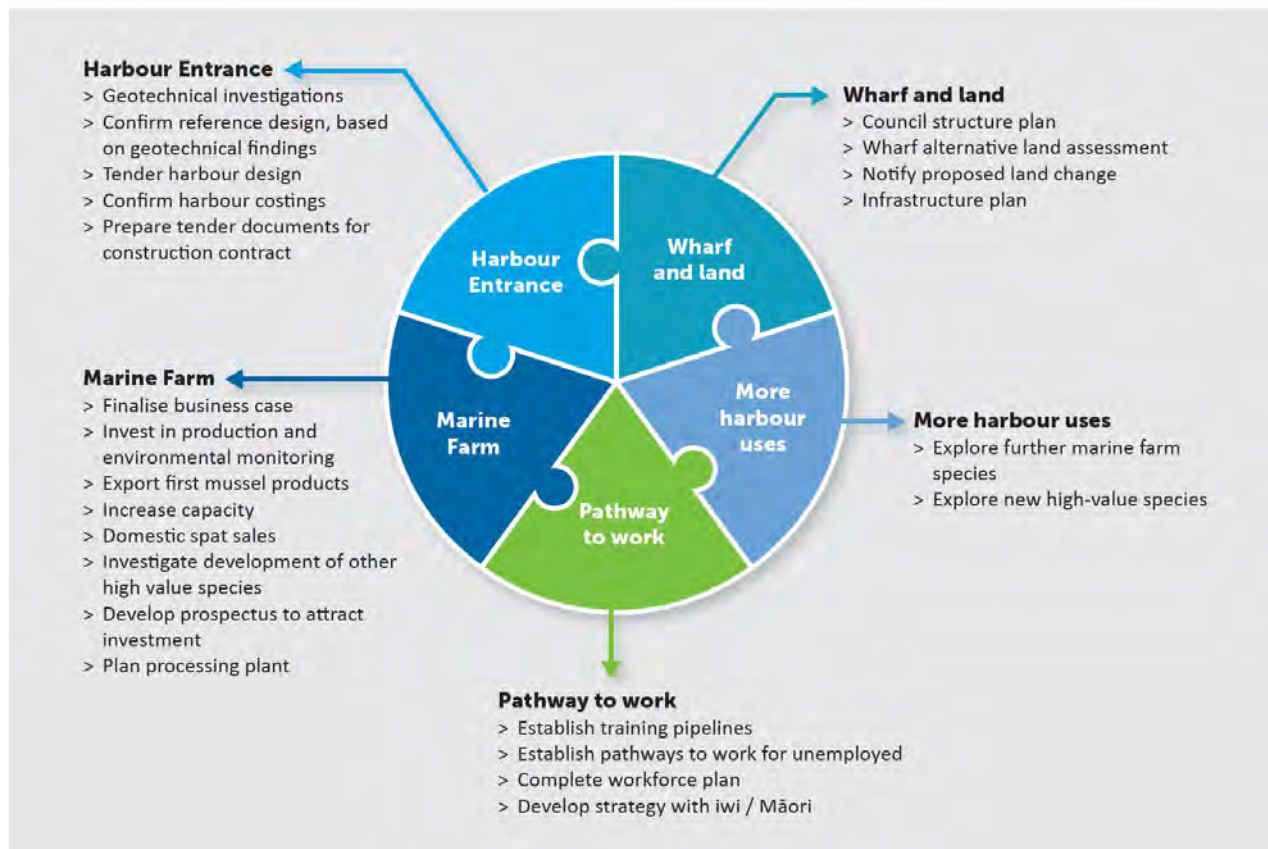 Harbour Entrance
> Geotechnical investigations
> Confirm reference design, based
on geotechnical findings
> Tender harbour design
> Confirm harbour costings
> Prepare tender documents for
construction contract
Wharf and land
> Council structure plan
> Wharf alternative land assessment
> Notify proposed land change
> Infrastructure plan
Harbour
Entrance
Wharf
and land
Marine
Farm
More
harbour
uses
Pathway
to work
Marine Farm
> Finalise business case
> Invest in production and
environmental monitoring
> Export first mussel products
> Increase capacity
> Domestic spat sales
> Investigate development of other
high value species
> Develop prospectus to attract
investment
> Plan processing plant
More harbour uses
> Explore further marine farm
species
> Explore new high-value species
Pathway to work
> Establish training pipelines
> Establish pathways to work for unemployed
> Complete workforce plan
> Develop strategy with iwi / Māori